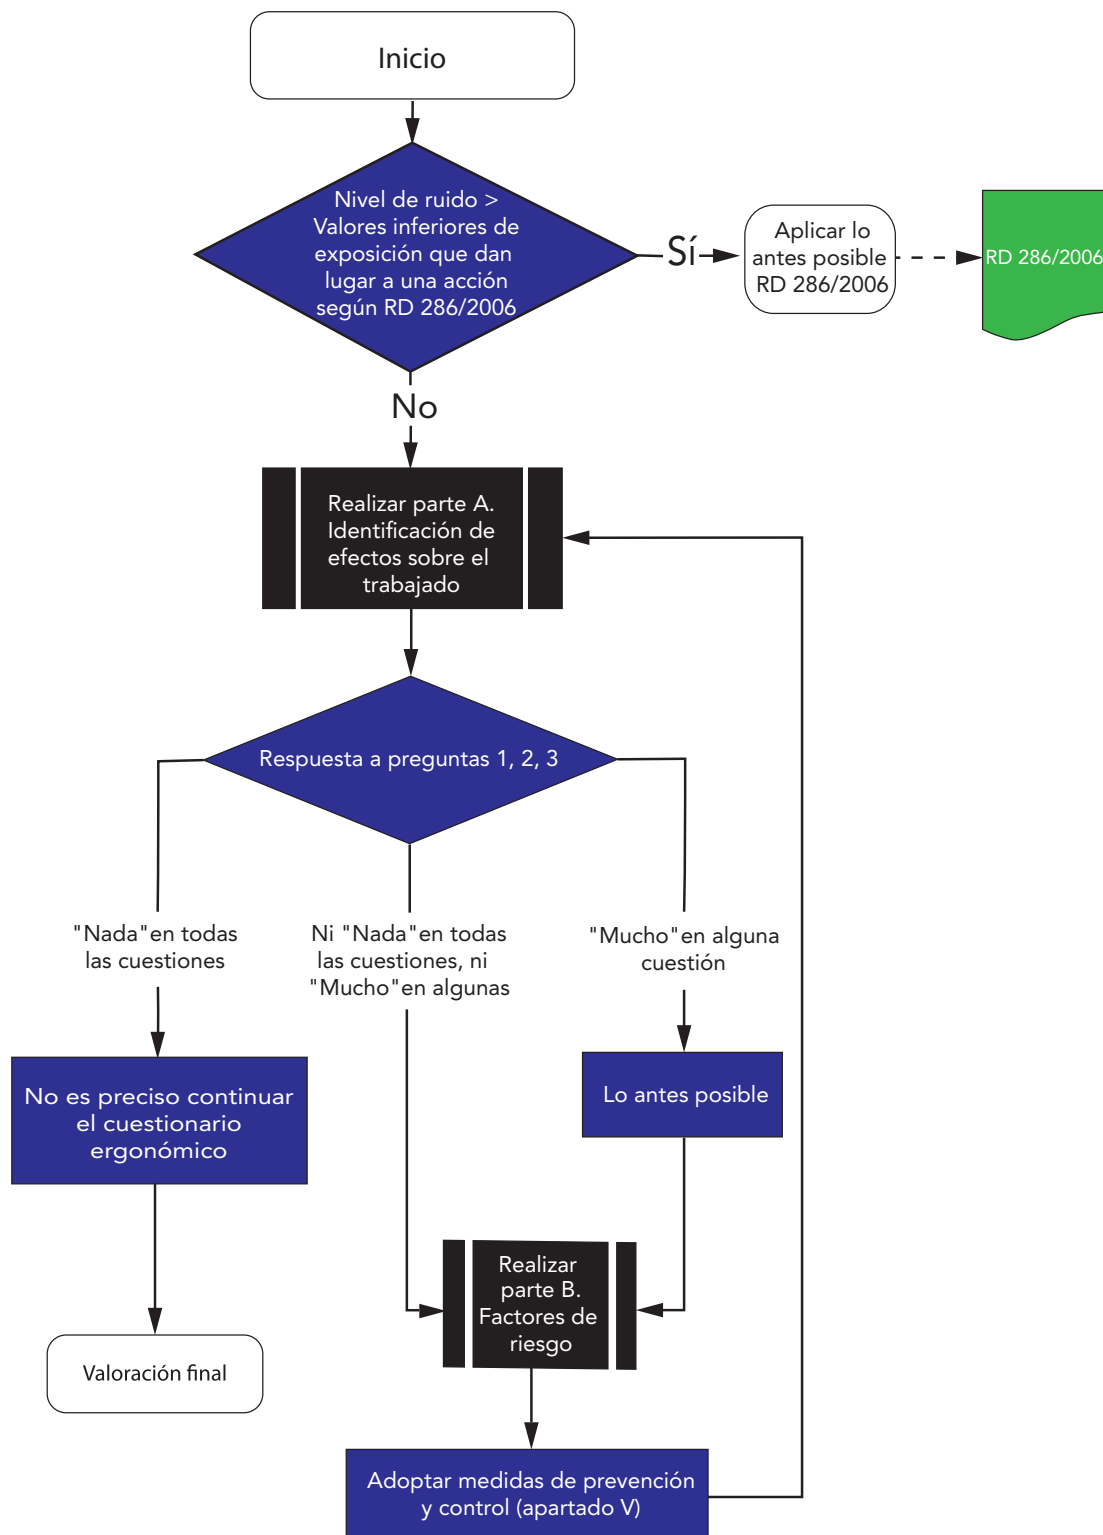 Inicio
Nivel de ruido >
Valores inferiores de
exposición que dan
lugar a una acción
según RD 286/2006
Sí
Aplicar lo
antes posible
RD 286/2006
RD 286/2006
No
Realizar parte A.
Identificación de
efectos sobre el
trabajado
Respuesta a preguntas 1, 2, 3
"Nada"en todas
las cuestiones
Ni "Nada"en todas
las cuestiones, ni
"Mucho"en algunas
"Mucho"en alguna
cuestión
No es preciso continuar
el cuestionario
ergonómico
Lo antes posible
Realizar
parte B.
Factores de
riesgo
Valoración final
Adoptar medidas de prevención
y control (apartado V)